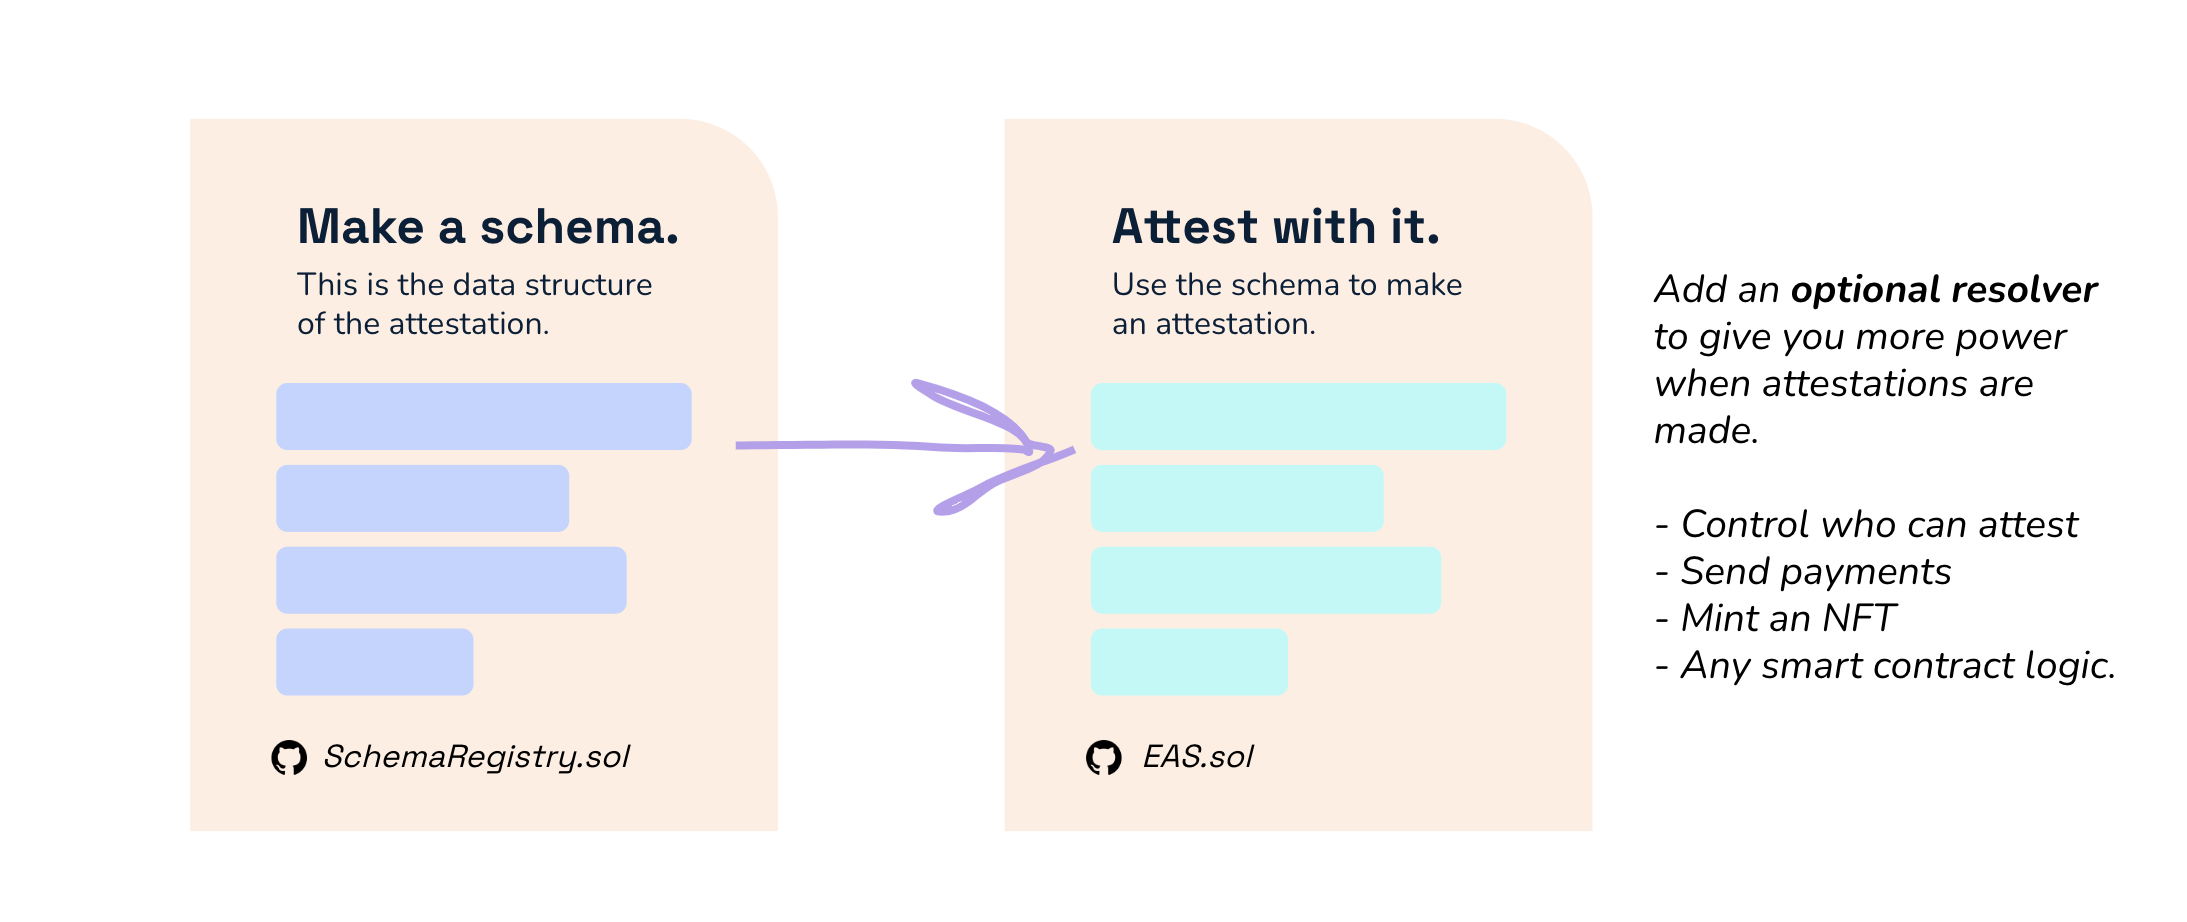 Make a schema.
This is the data structure
of the attestation.
SchemaRegistry.sol
Attest with it.
Use the schema to make
an attestation.
EAS.sol
Add an optional resolver
to give you more power
when attestations are
made.
- Control who can attest
- Send payments
- Mint an NFT
- Any smart contract logic.